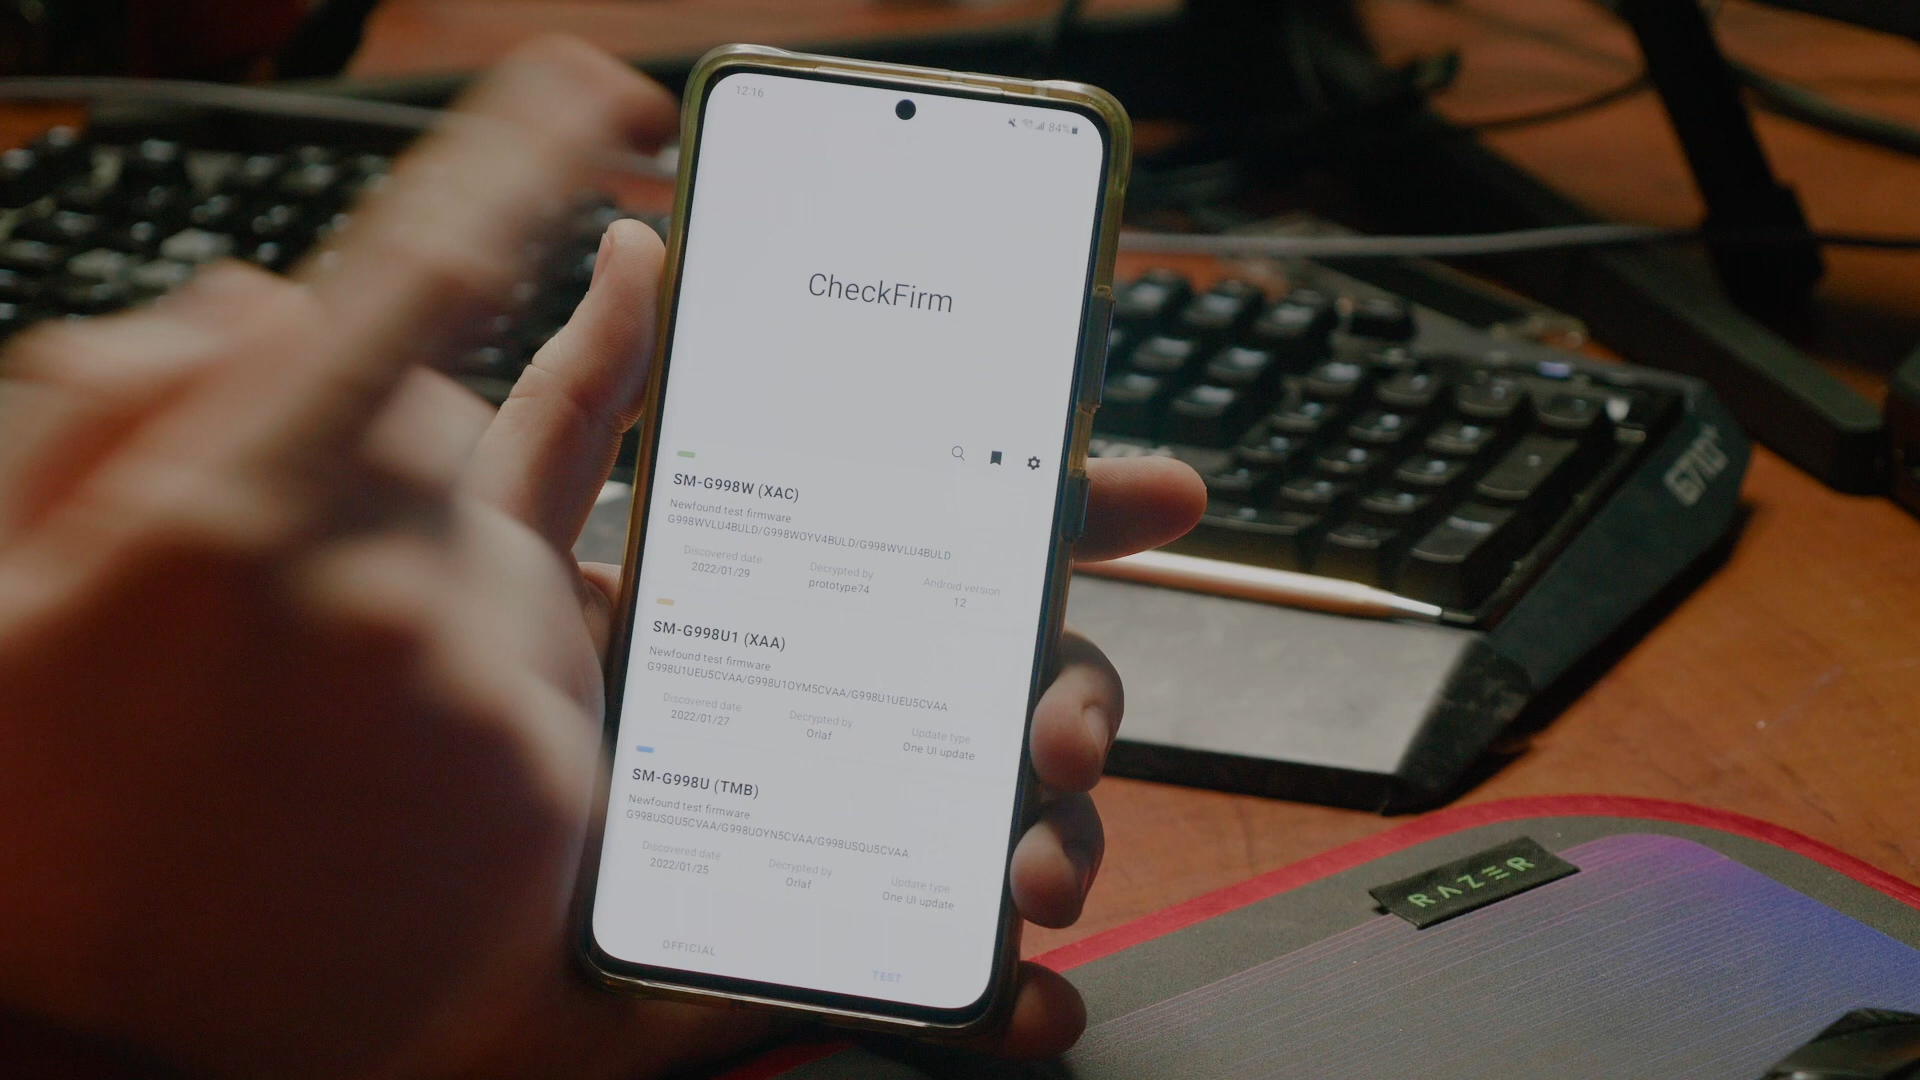 12:16
84%
CheckFirm
SM-G998W (XAC)
Newfound test firmware
G998WVLU4BULD/G998WOYV4BULD/G998WVLU4BULD
Discovered date
2022/01/29
Decrypted by
prototype74
Android version
12
SM-G998U1 (XAA)
Newfound test firmware
G998U1UEU5CVAA/G998U1OYM5CVAA/G998U1UEU5CVAA
Discovered date
2022/01/27
Decrypted by
Orlaf
Update type
One UI update
SM-G998U (TMB)
Newfound test firmware
G998USQU5CVAA/G998UOYN5CVAA/G998USQU5CVAA
Discovered date
2022/01/25
Decrypted by
Orlaf
Update type
One UI update
OFFICIAL
TEST
G710+
RAZER